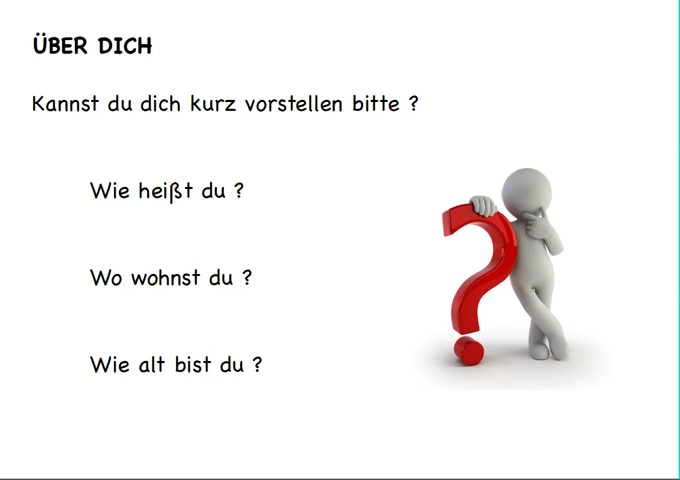 ÜBER DICH
Kannst du dich kurz vorstellen bitte ?
Wie heißt du ?
Wo wohnst du ?
Wie alt bist du ?